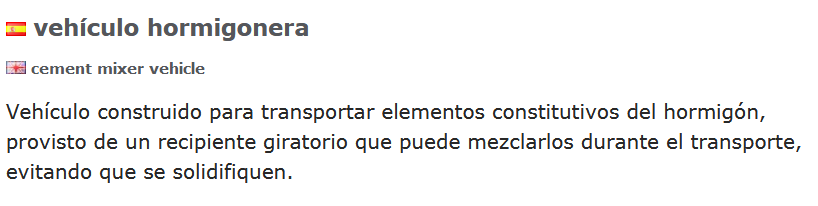 vehículo hormigonera
cement mixer vehicle
Vehículo construido para transportar elementos constitutivos del hormigón,
provisto de un recipiente giratorio que puede mezclarlos durante el transporte,
evitando que se solidifiquen.